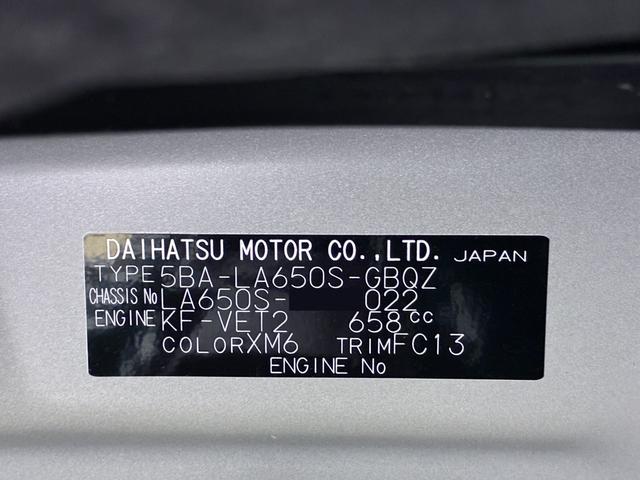 DAIHATSU MOTOR CO.,LTD. JAPAN
TYPE 5BA-LA650S-GBQZ
CHASSIS No LA650S- 022
ENGINE KF-VET2 658cc
COLOR XM6 TRIM FC13
ENGINE No